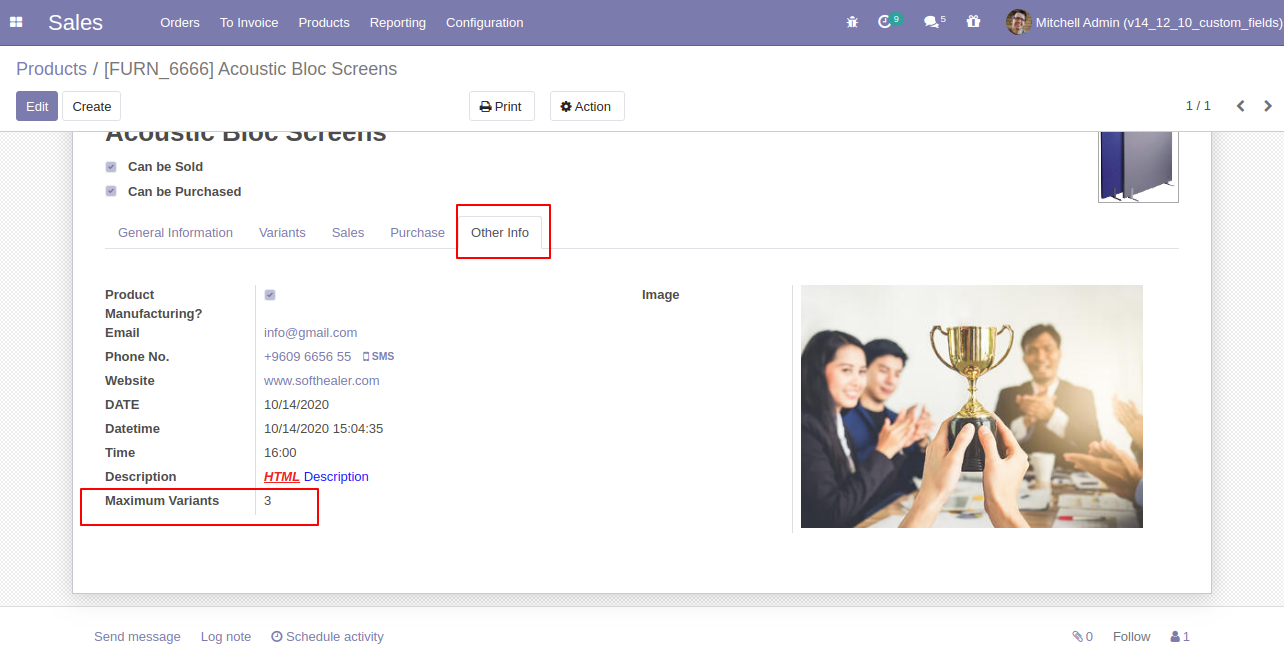 Sales Orders To Invoice Products Reporting Configuration 9 5 Mitchell Admin (v14_12_10_custom_fields)
Products / [FURN_6666] Acoustic Bloc Screens
Edit Create Print Action 1 / 1
Acoustic Bloc Screens
Can be Sold
Can be Purchased
General Information Variants Sales Purchase Other Info
Product
Manufacturing?
Image
Email info@gmail.com
Phone No. +9609 6656 55 SMS
Website www.softhealer.com
DATE 10/14/2020
Datetime 10/14/2020 15:04:35
Time 16:00
Description HTML Description
Maximum Variants 3
Send message Log note Schedule activity 0 Follow 1